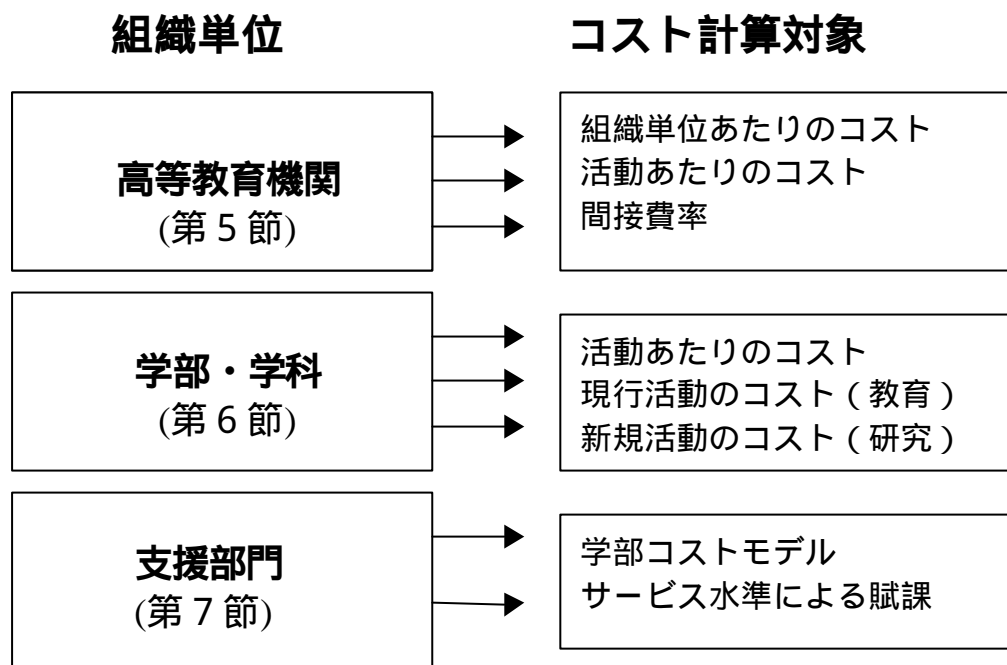 組織単位
コスト計算対象
高等教育機関
(第 5 節)
組織単位あたりのコスト
活動あたりのコスト
間接費率
学部・学科
(第 6 節)
活動あたりのコスト
現行活動のコスト（教育）
新規活動のコスト（研究）
支援部門
(第 7 節)
学部コストモデル
サービス水準による賦課